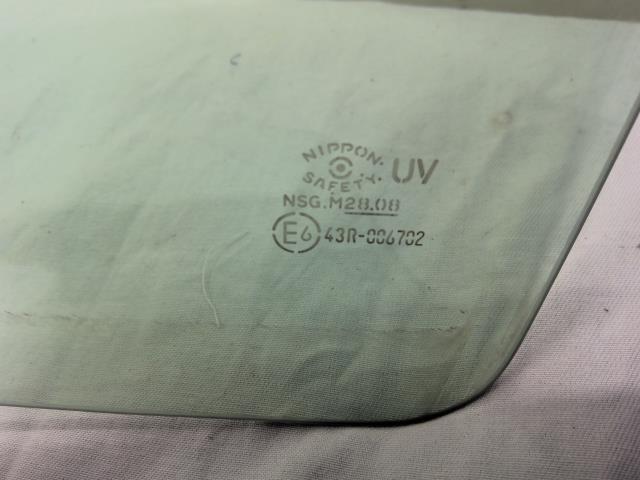 NIPPON. UV
SAFETY.
NSG.M28.08
E6 43R-006702